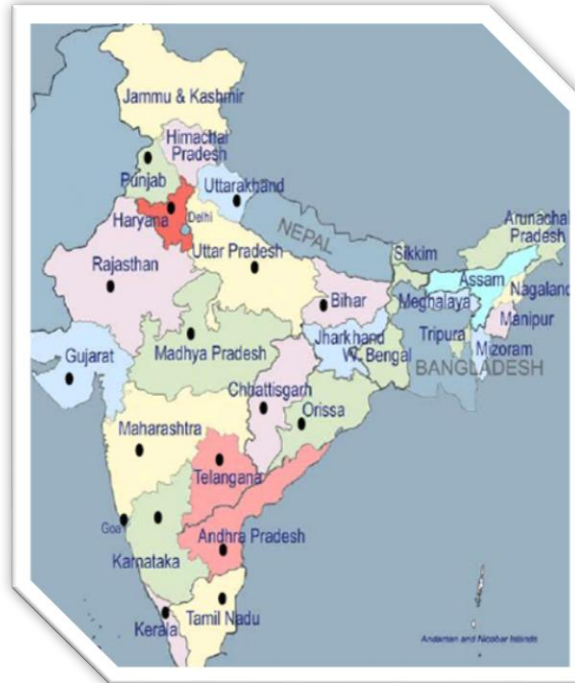 Jammu & Kashmir
Himachal
Pradesh
Punjab
Uttarakhand
Haryana
Delhi
NEPAL
Arunachal
Pradesh
Uttar Pradesh
Sikkim
Rajasthan
Assam
Nagaland
Bihar
Meghalaya
Manipur
Jharkhand
Tripura
Gujarat
Madhya Pradesh
W. Bengal
Mizoram
BANGLADESH
Chhattisgarh
Orissa
Maharashtra
Telangana
Goa
Andhra Pradesh
Karnataka
Tamil Nadu
Kerala
Andaman and Nicobar Islands